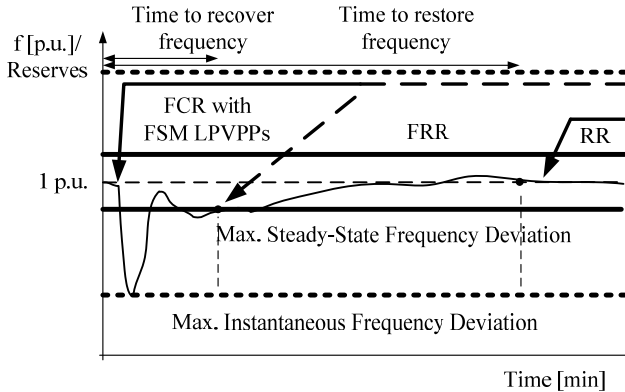 Time to recover
frequency
Time to restore
frequency
f [p.u.]/
Reserves
FCR with
FSM LPVPPs
FRR
RR
1 p.u.
Max. Steady-State Frequency Deviation
Max. Instantaneous Frequency Deviation
Time [min]